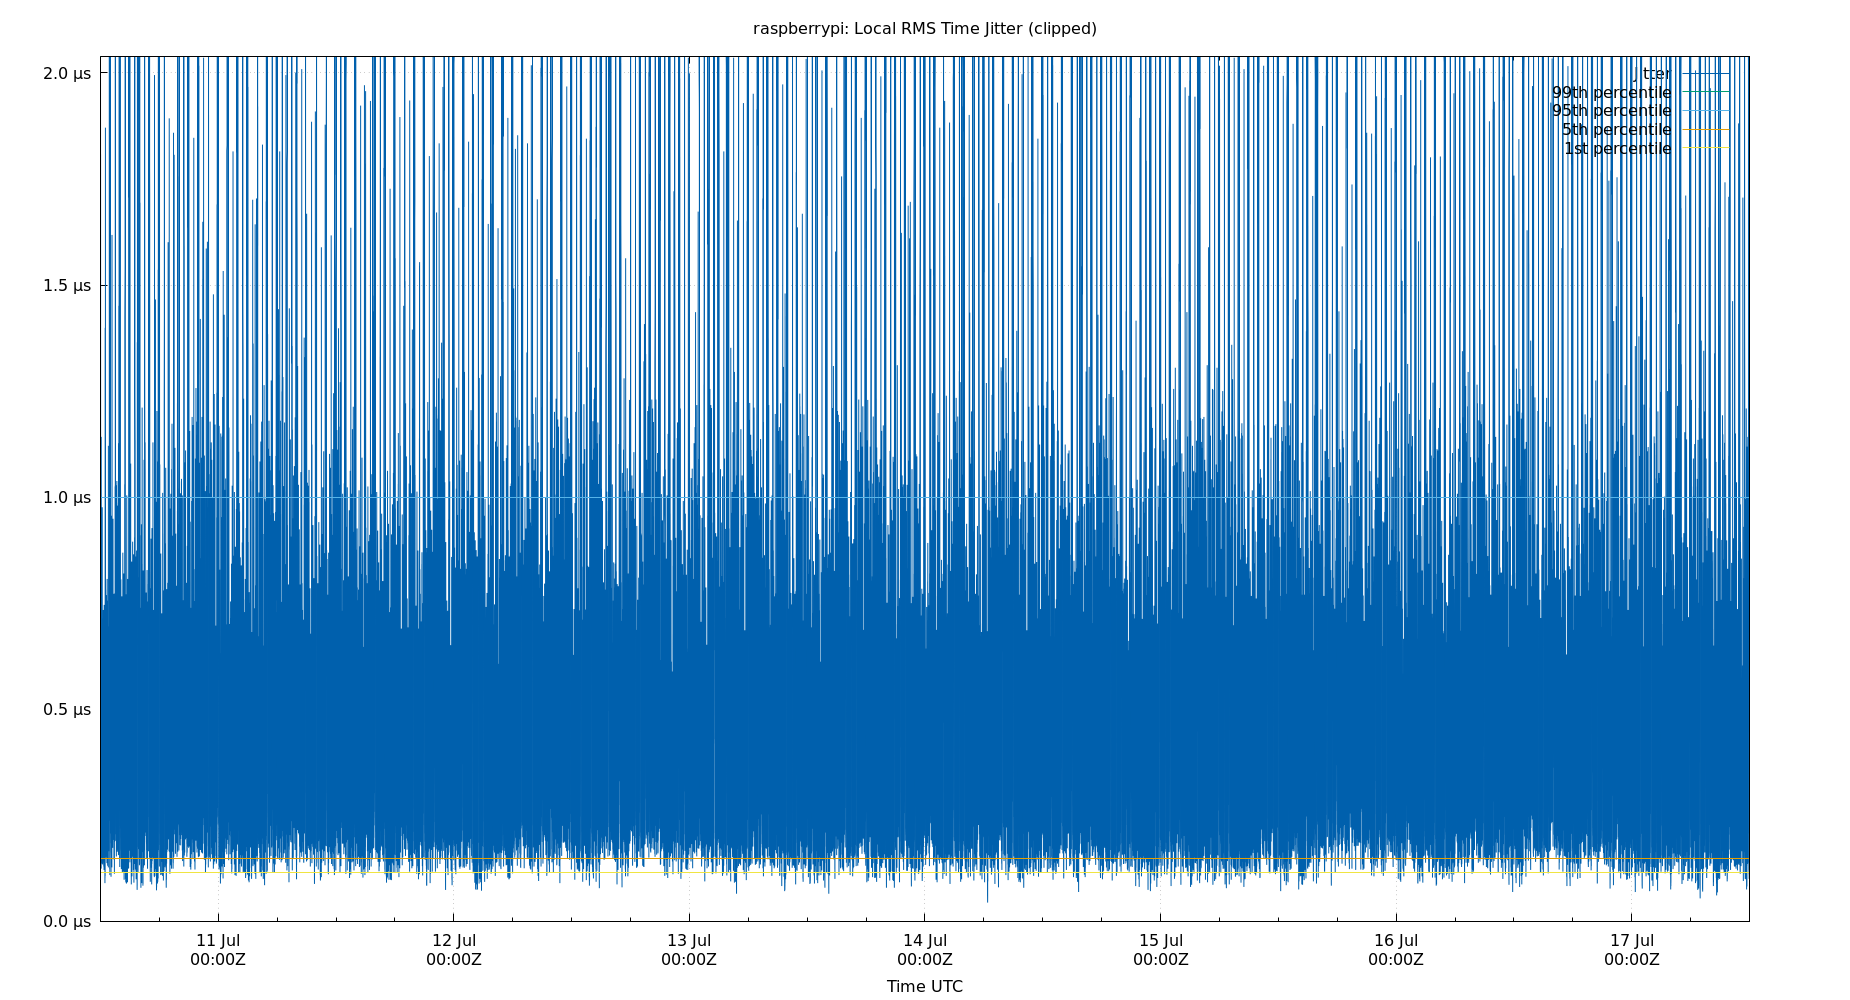 raspberrypi: Local RMS Time Jitter (clipped)
2.0 µs
1.5 µs
1.0 µs
0.5 µs
0.0 µs
Jitter
99th percentile
95th percentile
5th percentile
1st percentile
11 Jul 12 Jul 13 Jul 14 Jul 15 Jul 16 Jul 17 Jul
00:00Z 00:00Z 00:00Z 00:00Z 00:00Z 00:00Z 00:00Z
Time UTC